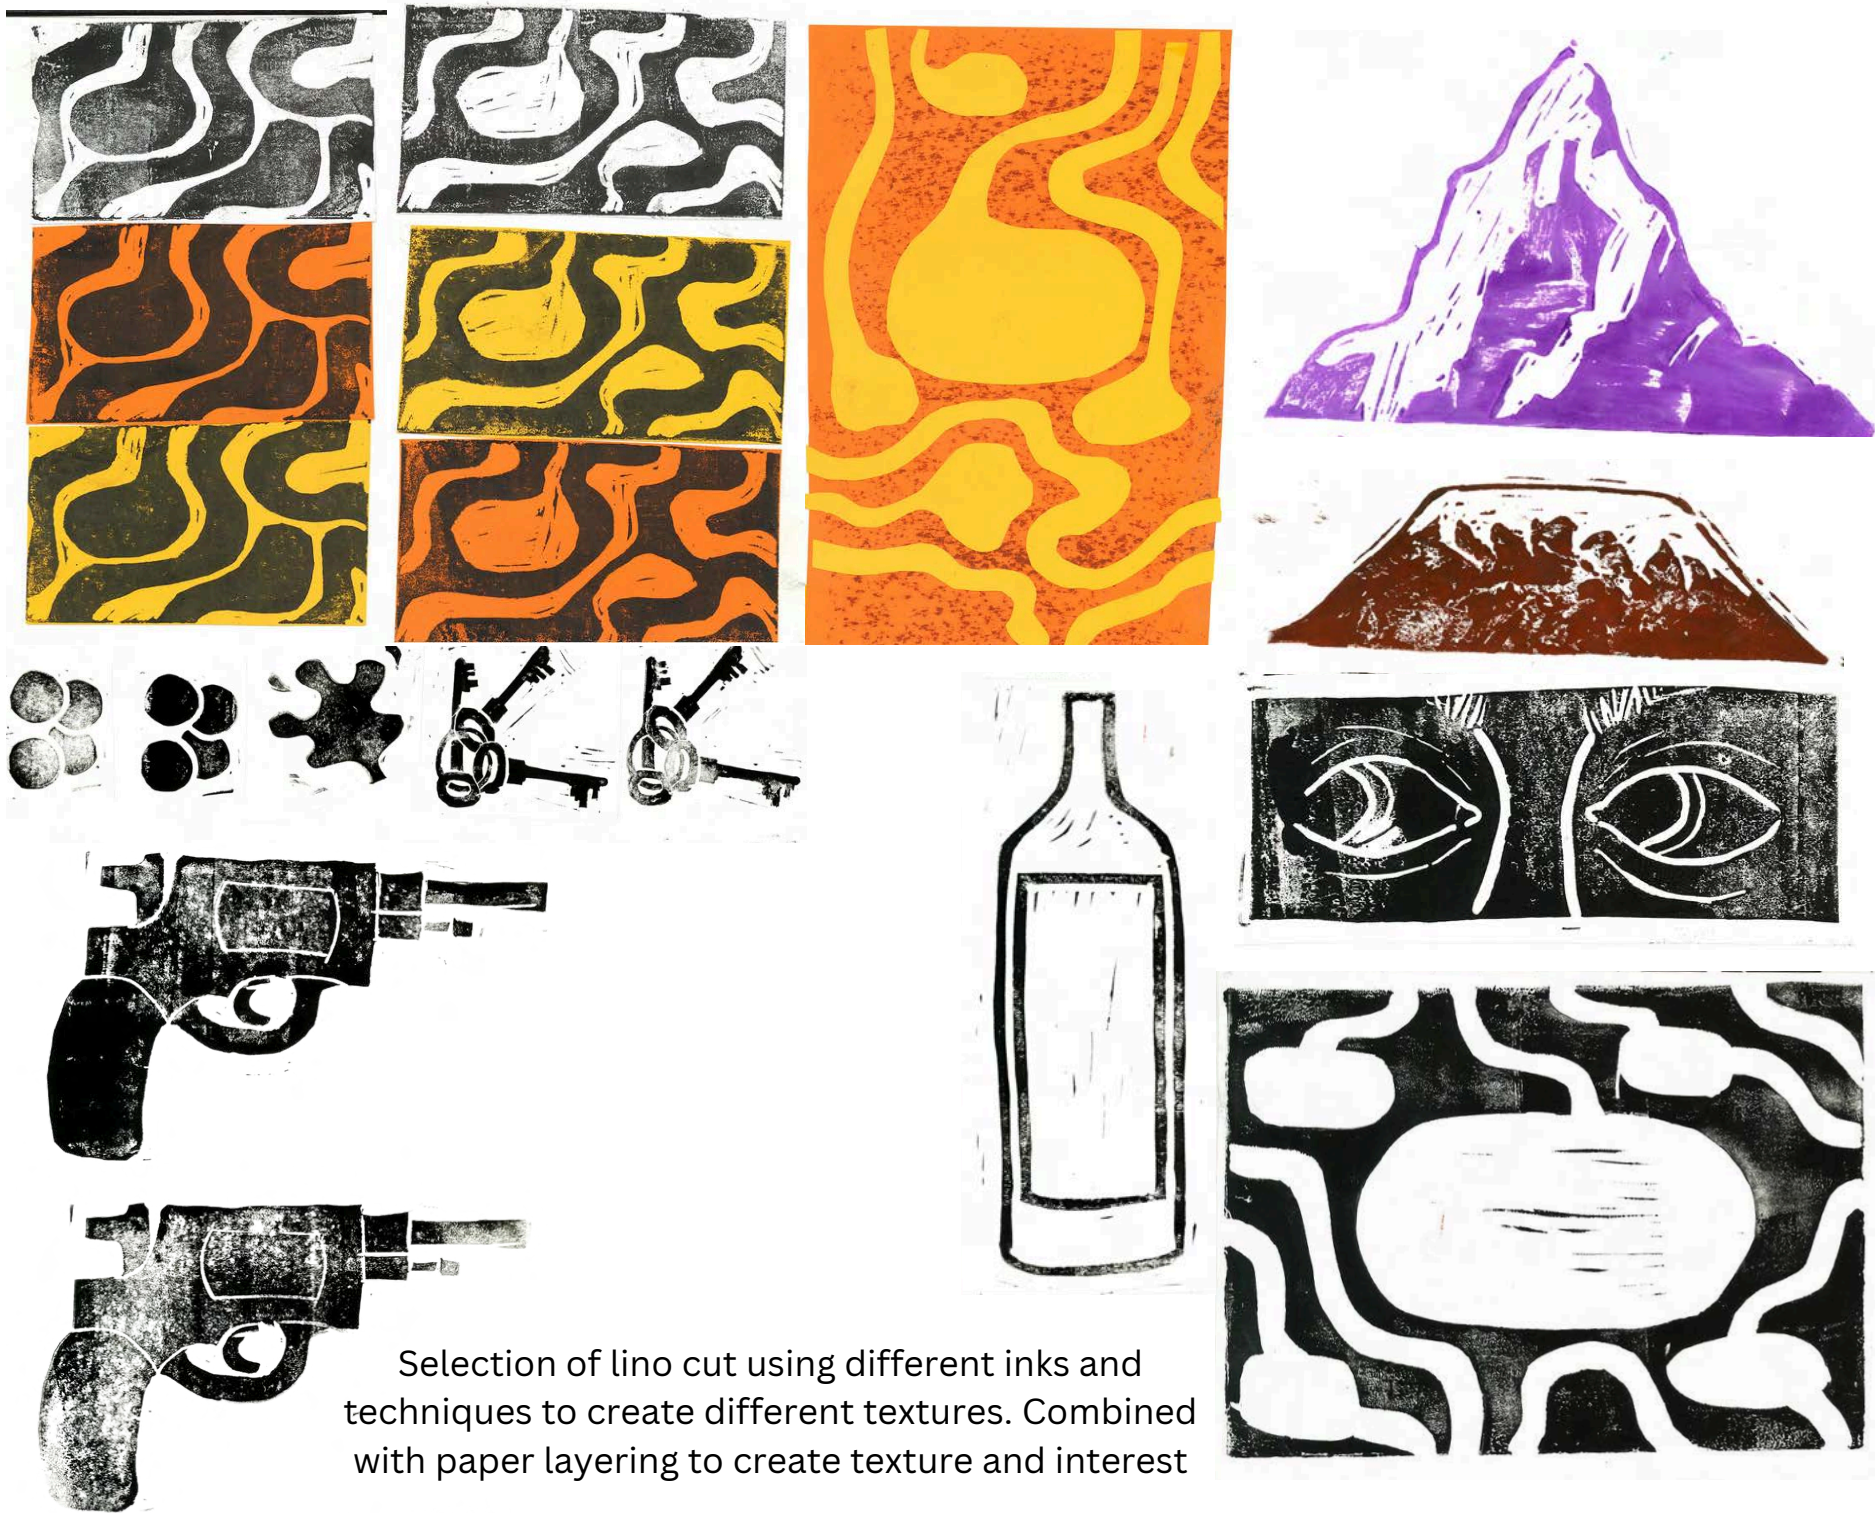 Selection of lino cut using different inks and
techniques to create different textures. Combined
with paper layering to create texture and interest